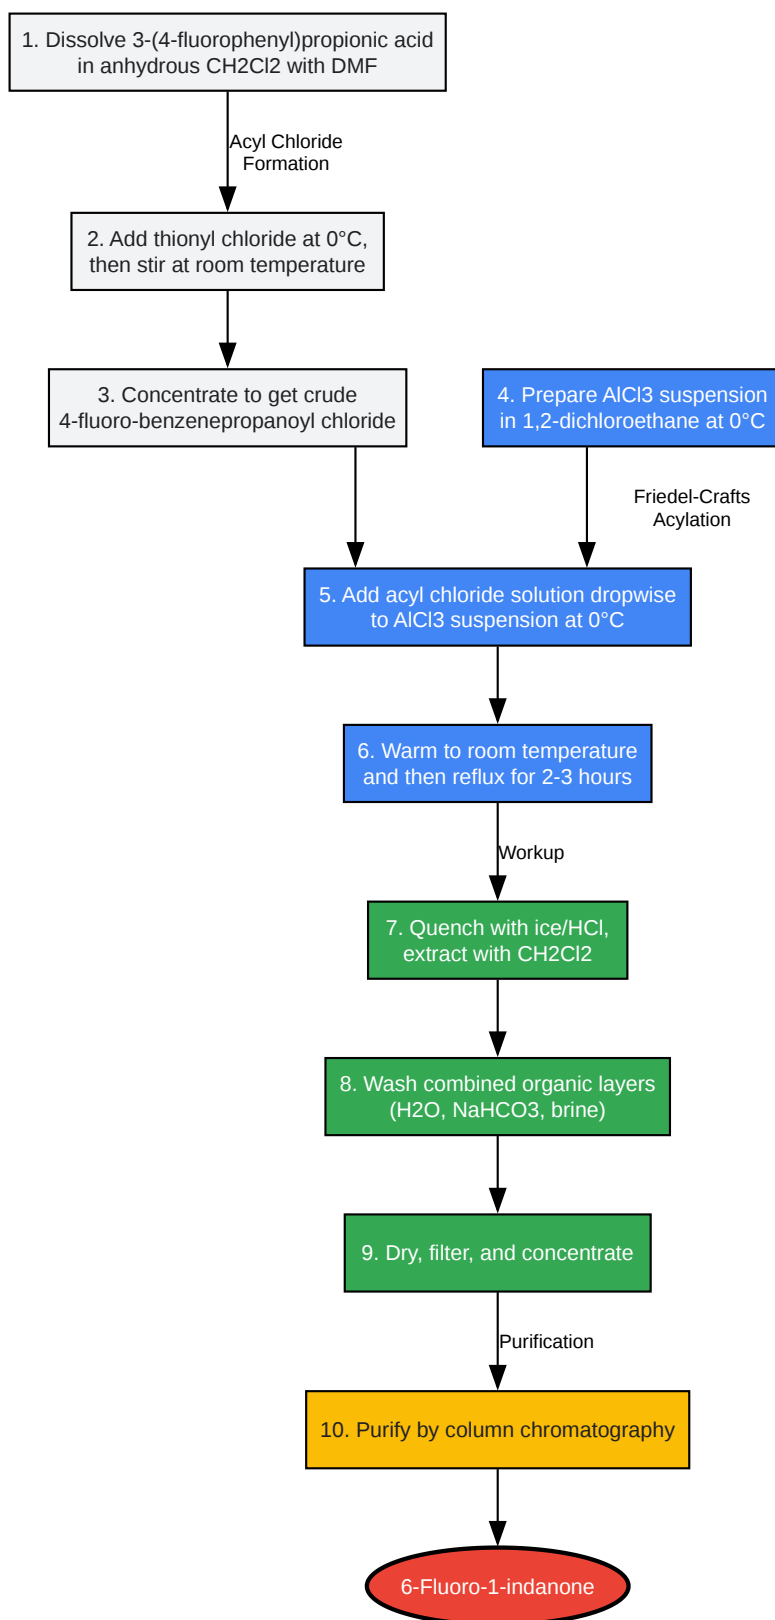 1. Dissolve 3-(4-fluorophenyl)propionic acid
in anhydrous CH2Cl2 with DMF
Acyl Chloride
Formation
2. Add thionyl chloride at 0°C,
then stir at room temperature
3. Concentrate to get crude
4-fluoro-benzenepropanoyl chloride
4. Prepare AlCl3 suspension
in 1,2-dichloroethane at 0°C
Friedel-Crafts
Acylation
5. Add acyl chloride solution dropwise
to AlCl3 suspension at 0°C
6. Warm to room temperature
and then reflux for 2-3 hours
Workup
7. Quench with ice/HCl,
extract with CH2Cl2
8. Wash combined organic layers
(H2O, NaHCO3, brine)
9. Dry, filter, and concentrate
Purification
10. Purify by column chromatography
6-Fluoro-1-indanone